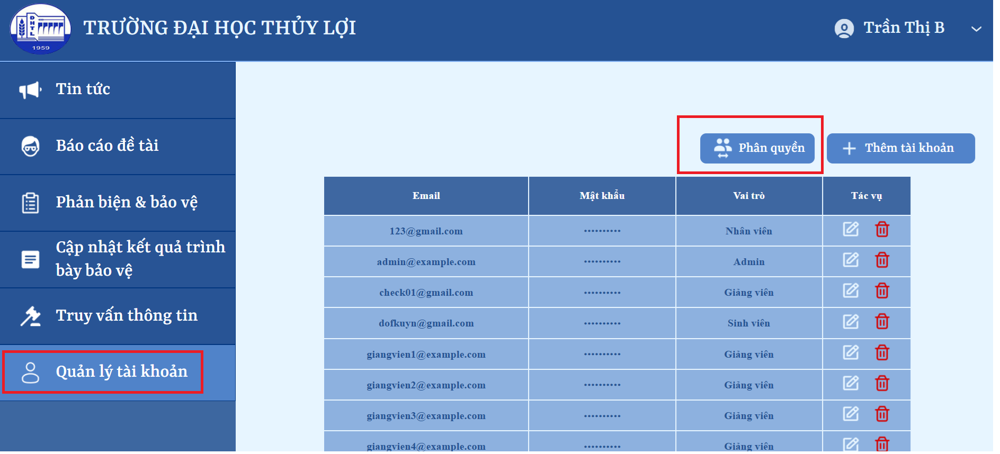 ĐHTL
1959
TRƯỜNG ĐẠI HỌC THỦY LỢI
Trần Thị B
Tin tức
Báo cáo đề tài
Phản biện & bảo vệ
Cập nhật kết quả trình
bày bảo vệ
Truy vấn thông tin
Quản lý tài khoản
Phân quyền
Thêm tài khoản
Email Mật khẩu Vai trò Tác vụ
123@gmail.com •••••••••• Nhân viên
admin@example.com •••••••••• Admin
check01@gmail.com •••••••••• Giảng viên
dofkuyn@gmail.com •••••••••• Sinh viên
giangvien1@example.com •••••••••• Giảng viên
giangvien2@example.com •••••••••• Giảng viên
giangvien3@example.com •••••••••• Giảng viên
giangvien4@example.com •••••••••• Giảng viên